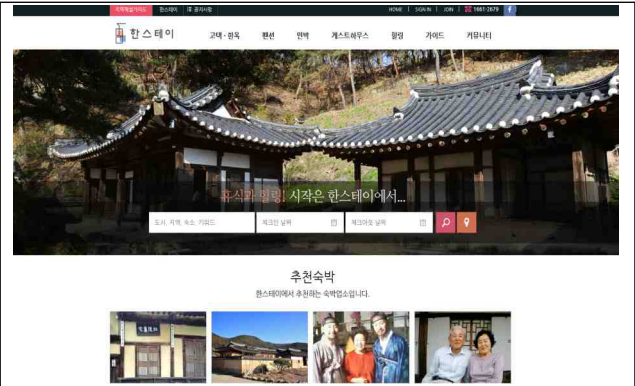 지역해설가이드 한스테이 공지사항 HOME SIGN-IN JOIN 1661-2679 f
한스테이
고택·한옥 펜션 민박 게스트하우스 힐링 가이드 커뮤니티
휴식과 힐링! 시작은 한스테이에서...
도시, 지역, 숙소, 키워드 체크인 날짜 체크아웃 날짜
추천숙박
한스테이에서 추천하는 숙박업소입니다.